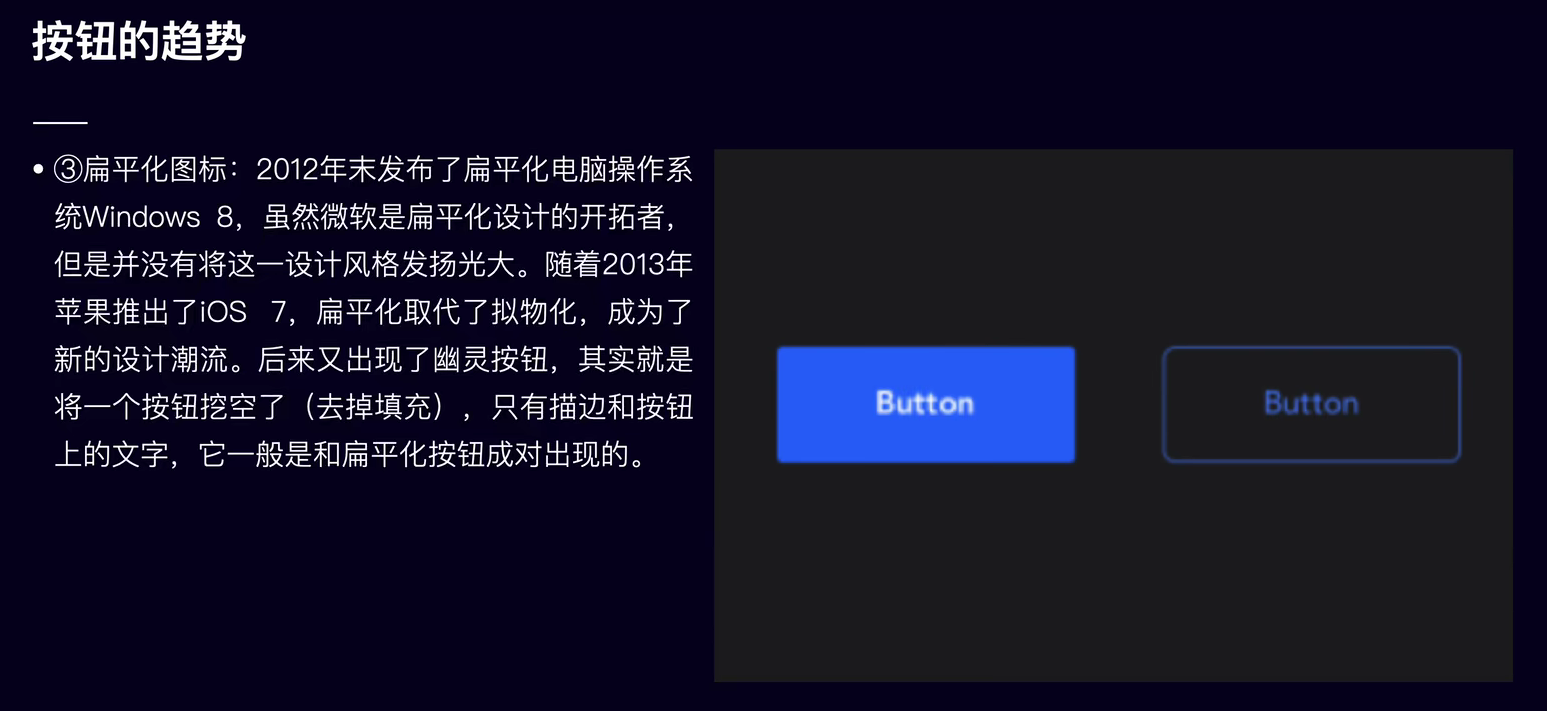 按钮的趋势
• ③扁平化图标：2012年末发布了扁平化电脑操作系
统Windows 8，虽然微软是扁平化设计的开拓者，
但是并没有将这一设计风格发扬光大。随着2013年
苹果推出了iOS 7，扁平化取代了拟物化，成为了
新的设计潮流。后来又出现了幽灵按钮，其实就是
将一个按钮挖空了（去掉填充），只有描边和按钮
上的文字，它一般是和扁平化按钮成对出现的。
Button
Button